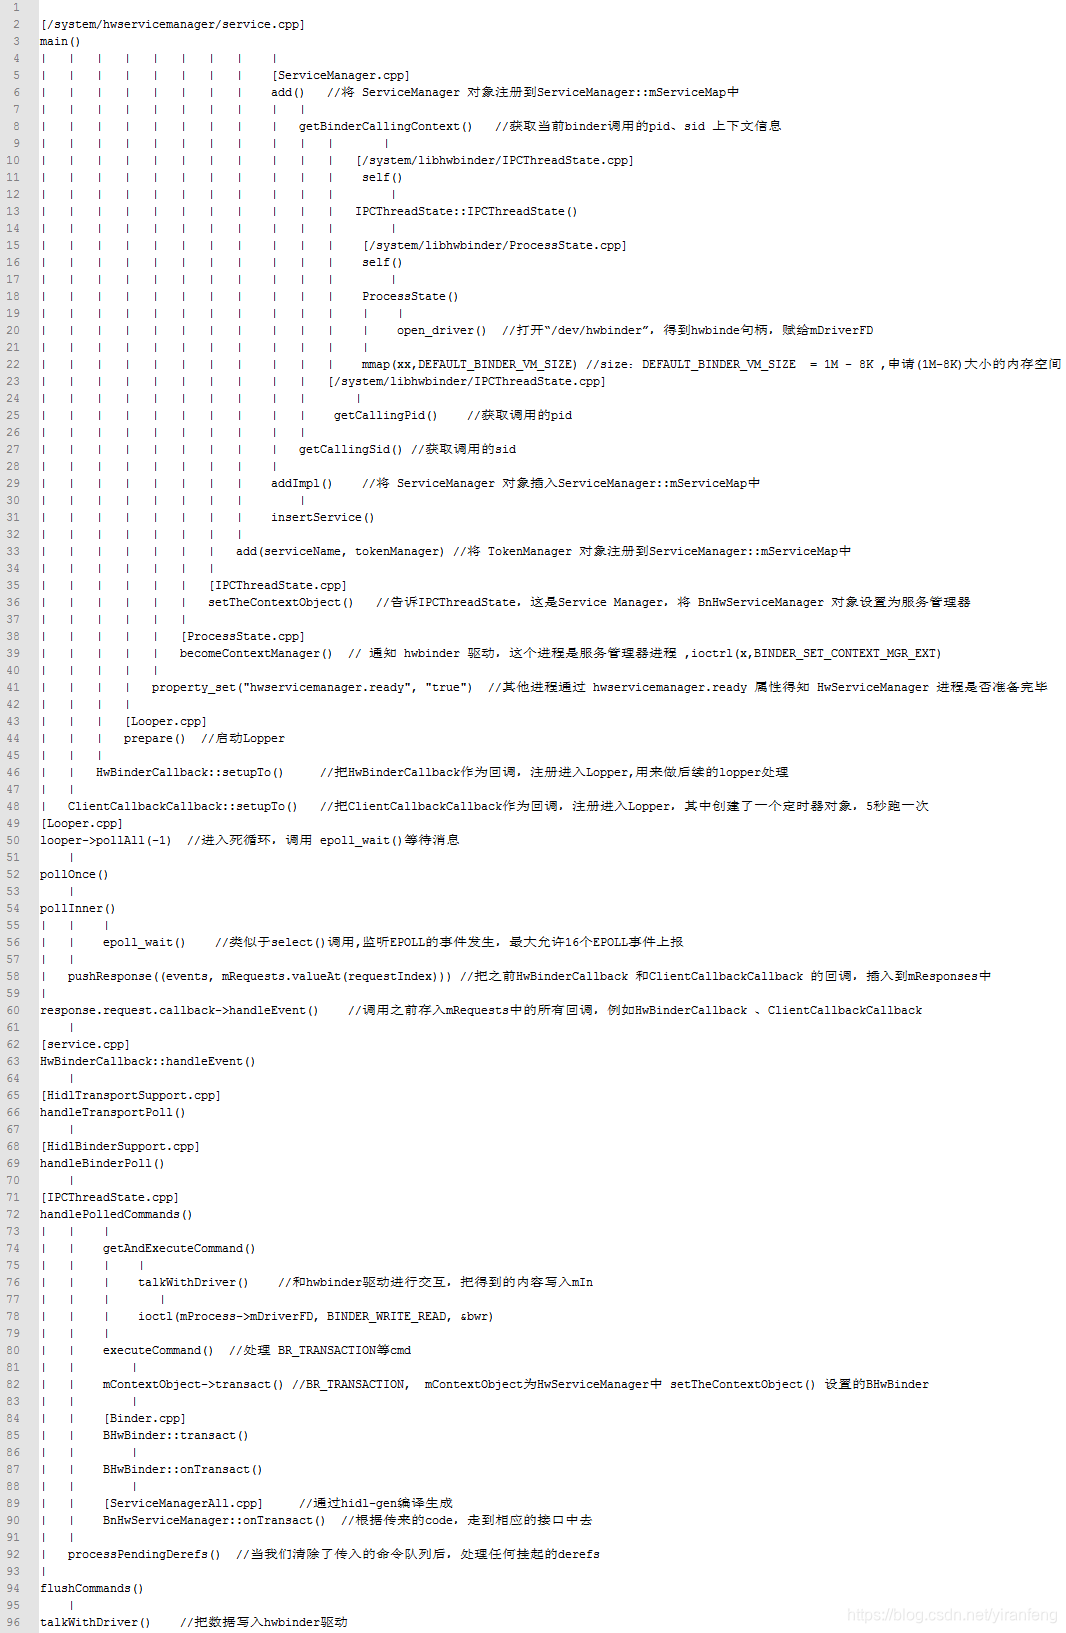 1
2 [/system/hwservicemanager/service.cpp]
3 main()
4 | | | | | | | | |
5 | | | | | | | | [ServiceManager.cpp]
6 | | | | | | | | add() //将 ServiceManager 对象注册到ServiceManager::mServiceMap中
7 | | | | | | | | | |
8 | | | | | | | | | getBinderCallingContext() //获取当前binder调用的pid、sid 上下文信息
9 | | | | | | | | | | | |
10 | | | | | | | | | | | [/system/libhwbinder/IPCThreadState.cpp]
11 | | | | | | | | | | | self()
12 | | | | | | | | | | | |
13 | | | | | | | | | | | IPCThreadState::IPCThreadState()
14 | | | | | | | | | | | |
15 | | | | | | | | | | | [/system/libhwbinder/ProcessState.cpp]
16 | | | | | | | | | | | self()
17 | | | | | | | | | | | |
18 | | | | | | | | | | | ProcessState()
19 | | | | | | | | | | | | |
20 | | | | | | | | | | | | open_driver() //打开“/dev/hwbinder”，得到hwbinde句柄，赋给mDriverFD
21 | | | | | | | | | | | |
22 | | | | | | | | | | | mmap(xx,DEFAULT_BINDER_VM_SIZE) //size：DEFAULT_BINDER_VM_SIZE = 1M - 8K ,申请(1M-8K)大小的内存空间
23 | | | | | | | | | | [/system/libhwbinder/IPCThreadState.cpp]
24 | | | | | | | | | | |
25 | | | | | | | | | | getCallingPid() //获取调用的pid
26 | | | | | | | | | |
27 | | | | | | | | | getCallingSid() //获取调用的sid
28 | | | | | | | | |
29 | | | | | | | | addImpl() //将 ServiceManager 对象插入ServiceManager::mServiceMap中
30 | | | | | | | | |
31 | | | | | | | | insertService()
32 | | | | | | | |
33 | | | | | | | add(serviceName, tokenManager) //将 TokenManager 对象注册到ServiceManager::mServiceMap中
34 | | | | | | |
35 | | | | | | [IPCThreadState.cpp]
36 | | | | | | setTheContextObject() //告诉IPCThreadState，这是Service Manager，将 BnHwServiceManager 对象设置为服务管理器
37 | | | | | |
38 | | | | | [ProcessState.cpp]
39 | | | | | becomeContextManager() // 通知 hwbinder 驱动，这个进程是服务管理器进程 ,ioctrl(x,BINDER_SET_CONTEXT_MGR_EXT)
40 | | | | |
41 | | | | property_set("hwservicemanager.ready", "true") //其他进程通过 hwservicemanager.ready 属性得知 HwServiceManager 进程是否准备完毕
42 | | | |
43 | | | [Looper.cpp]
44 | | | prepare() //启动Lopper
45 | | |
46 | | HwBinderCallback::setupTo() //把HwBinderCallback作为回调，注册进入Lopper,用来做后续的lopper处理
47 | |
48 | ClientCallbackCallback::setupTo() //把ClientCallbackCallback作为回调，注册进入Lopper，其中创建了一个定时器对象，5秒跑一次
49 [Looper.cpp]
50 looper->pollAll(-1) //进入死循环，调用 epoll_wait()等待消息
51 |
52 pollOnce()
53 |
54 pollInner()
55 | | |
56 | | epoll_wait() //类似于select()调用,监听EPOLL的事件发生，最大允许16个EPOLL事件上报
57 | |
58 | pushResponse((events, mRequests.valueAt(requestIndex))) //把之前HwBinderCallback 和ClientCallbackCallback 的回调，插入到mResponses中
59 |
60 response.request.callback->handleEvent() //调用之前存入mRequests中的所有回调，例如HwBinderCallback 、ClientCallbackCallback
61 |
62 [service.cpp]
63 HwBinderCallback::handleEvent()
64 |
65 [HidlTransportSupport.cpp]
66 handleTransportPoll()
67 |
68 [HidlBinderSupport.cpp]
69 handleBinderPoll()
70 |
71 [IPCThreadState.cpp]
72 handlePolledCommands()
73 | | |
74 | | getAndExecuteCommand()
75 | | | |
76 | | | talkWithDriver() //和hwbinder驱动进行交互，把得到的内容写入mIn
77 | | | |
78 | | | ioctl(mProcess->mDriverFD, BINDER_WRITE_READ, &bwr)
79 | | |
80 | | executeCommand() //处理 BR_TRANSACTION等cmd
81 | | |
82 | | mContextObject->transact() //BR_TRANSACTION， mContextObject为HwServiceManager中 setTheContextObject() 设置的BHwBinder
83 | | |
84 | | [Binder.cpp]
85 | | BHwBinder::transact()
86 | | |
87 | | BHwBinder::onTransact()
88 | | |
89 | | [ServiceManagerAll.cpp] //通过hidl-gen编译生成
90 | | BnHwServiceManager::onTransact() //根据传来的code，走到相应的接口中去
91 | |
92 | processPendingDerefs() //当我们清除了传入的命令队列后，处理任何挂起的derefs
93 |
94 flushCommands()
95 |
96 talkWithDriver() //把数据写入hwbinder驱动
https://blog.csdn.net/yiranfeng